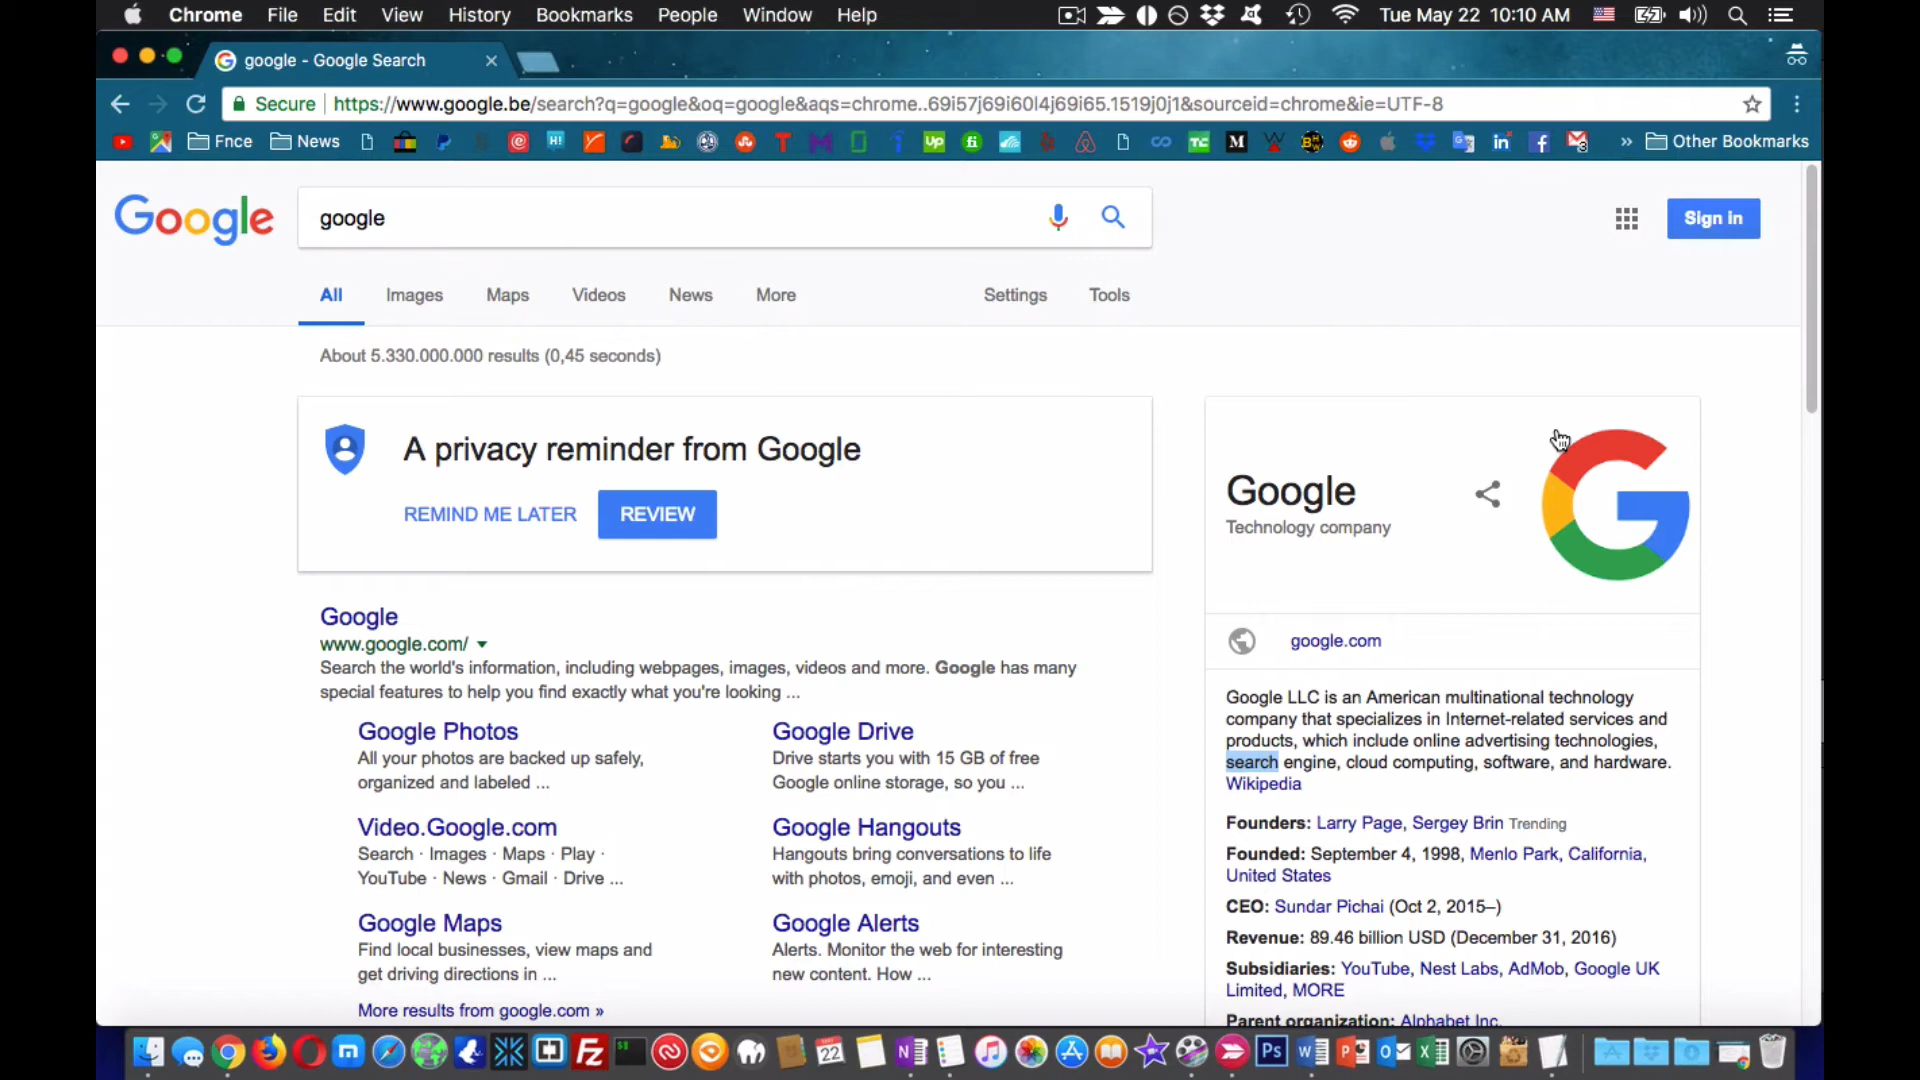 Chrome File Edit View History Bookmarks People Window Help Tue May 22 10:10 AM
google - Google Search
Secure https://www.google.be/search?q=google&oq=google&aqs=chrome..69i57j69i60l4j69i65.1519j0j1&sourceid=chrome&ie=UTF-8
Fnce News » Other Bookmarks
Google google Sign in
All Images Maps Videos News More Settings Tools
About 5.330.000.000 results (0,45 seconds)
A privacy reminder from Google
REMIND ME LATER REVIEW
Google
www.google.com/
Search the world's information, including webpages, images, videos and more. Google has many
special features to help you find exactly what you're looking ...
Google Photos
All your photos are backed up safely,
organized and labeled ...
Google Drive
Drive starts you with 15 GB of free
Google online storage, so you ...
Video.Google.com
Search · Images · Maps · Play ·
YouTube · News · Gmail · Drive ...
Google Hangouts
Hangouts bring conversations to life
with photos, emoji, and even ...
Google Maps
Find local businesses, view maps and
get driving directions in ...
Google Alerts
Alerts. Monitor the web for interesting
new content. How ...
More results from google.com »
Google
Technology company
google.com
Google LLC is an American multinational technology
company that specializes in Internet-related services and
products, which include online advertising technologies,
search engine, cloud computing, software, and hardware.
Wikipedia
Founders: Larry Page, Sergey Brin Trending
Founded: September 4, 1998, Menlo Park, California,
United States
CEO: Sundar Pichai (Oct 2, 2015–)
Revenue: 89.46 billion USD (December 31, 2016)
Subsidiaries: YouTube, Nest Labs, AdMob, Google UK
Limited, MORE
Parent organization: Alphabet Inc.